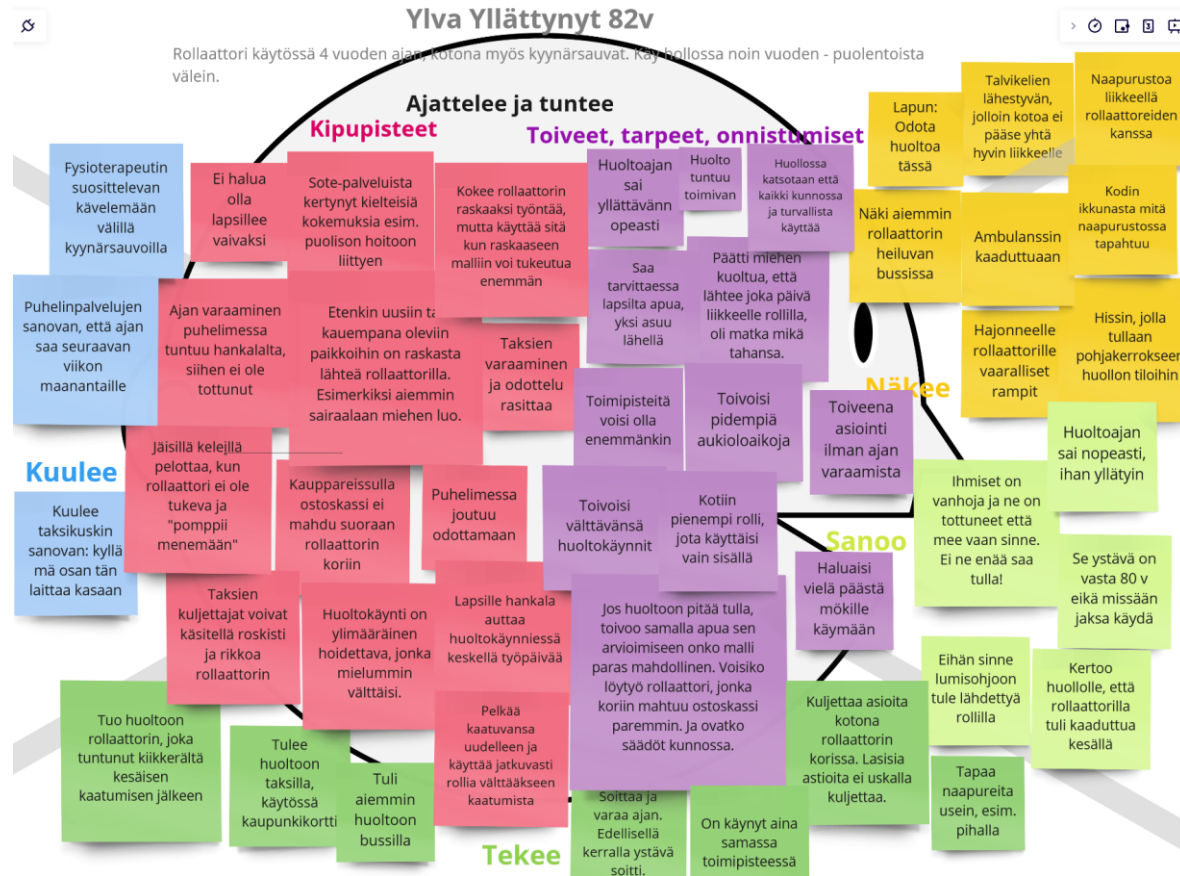 Ylva Yllättynyt 82v
Rollaattori käytössä 4 vuoden ajan, kotona myös kyynärsauvat. Käy hollossa noin vuoden - puolentoista
välein.
Ajattelee ja tuntee
Kipupisteet
Toiveet, tarpeet, onnistumiset
Fysioterapeutin
suosittelevan
kävelemään
välillä
kyynärsauvoilla
Puhelinpalvelujen
sanovan, että ajan
saa seuraavan
viikon
maanantaille
Kuulee
Kuulee
taksikuskin
sanovan: kyllä
mä osan tän
laittaa kasaan
Ei halua
olla
lapsillee
vaivaksi
Sote-palveluista
kertynyt kielteisiä
kokemuksia esim.
puolison hoitoon
liittyen
Kokee rollaattorin
raskaaksi työntää,
mutta käyttää sitä
kun raskaaseen
malliin voi tukeutua
enemmän
Ajan varaaminen
puhelimessa
tuntuu hankalalta,
siihen ei ole
tottunut
Etenkin uusiin ta
kauempana oleviin
paikkoihin on raskasta
lähteä rollaattorilla.
Esimerkiksi aiemmin
sairaalaan miehen luo.
Taksien
varaaminen
ja odottelu
rasittaa
Jäisillä keleillä
pelottaa, kun
rollaattori ei ole
tukeva ja
"pomppii
menemään"
Kauppareissulla
ostoskassi ei
mahdu suoraan
rollaattorin
koriin
Puhelimessa
joutuu
odottamaan
Taksien
kuljettajat voivat
käsitellä roskisti
ja rikkoa
rollaattorin
Huoltokäynti on
ylimääräinen
hoidettava, jonka
mielummin
välttäisi.
Lapsille hankala
auttaa
huoltokäynniessä
keskellä työpäivää
Pelkää
kaatuvansa
uudelleen ja
käyttää jatkuvasti
rollia välttääkseen
kaatumista
Huoltoajan
sai
yllättävänn
opeasti
Huolto
tuntuu
toimivan
Huollossa
katsotaan että
kaikki kunnossa
ja turvallista
käyttää
Saa
tarvittaessa
lapsilta apua,
yksi asuu
lähellä
Päätti miehen
kuoltua, että
lähtee joka päivä
liikkeelle rollilla,
oli matka mikä
tahansa.
Toimipisteitä
voisi olla
enemmänkin
Toivoisi
pidempiä
aukioloaikoja
Toiveena
asiointi
ilman ajan
varaamista
Toivoisi
välttävänsä
huoltokäynnit
Kotiin
pienempi rolli,
jota käyttäisi
vain sisällä
Haluaisi
vielä päästä
mökille
käymään
Jos huoltoon pitää tulla,
toivoo samalla apua sen
arvioimiseen onko malli
paras mahdollinen. Voisiko
löytyö rollaattori, jonka
koriin mahtuu ostoskassi
paremmin. Ja ovatko
säädöt kunnossa.
Lapun:
Odota
huoltoa
tässä
Talvikelien
lähestyvän,
jolloin kotoa ei
pääse yhtä
hyvin liikkeelle
Naapurustoa
liikkeellä
rollaattoreiden
kanssa
Näki aiemmin
rollaattorin
heiluvan
bussissa
Ambulanssin
kaaduttuaan
Kodin
ikkunasta mitä
naapurustossa
tapahtuu
Hajonneelle
rollaattorille
vaaralliset
rampit
Hissin, jolla
tullaan
pohjakerrokseen
huollon tiloihin
Näkee
Sanoo
Huoltoajan
sai nopeasti,
ihan yllätyin
Ihmiset on
vanhoja ja ne on
tottuneet että
mee vaan sinne.
Ei ne enää saa
tulla!
Se ystävä on
vasta 80 v
eikä missään
jaksa käydä
Eihän sinne
lumisohjoon
tule lähdettyä
rollilla
Kertoo
huollolle, että
rollaattorilla
tuli kaaduttua
kesällä
Tuo huoltoon
rollaattorin, joka
tuntunut kiikkerältä
kesäisen
kaatumisen jälkeen
Tulee
huoltoon
taksilla,
käytössä
kaupunkikortti
Tuli
aiemmin
huoltoon
bussilla
Tekee
Soittaa ja
varaa ajan.
Edellisellä
kerralla ystävä
soitti.
On käynyt aina
samassa
toimipisteessä
Kuljettaa asioita
kotona
rollaattorin
korissa. Lasisia
astioita ei uskalla
kuljettaa.
Tapaa
naapureita
usein, esim.
pihalla